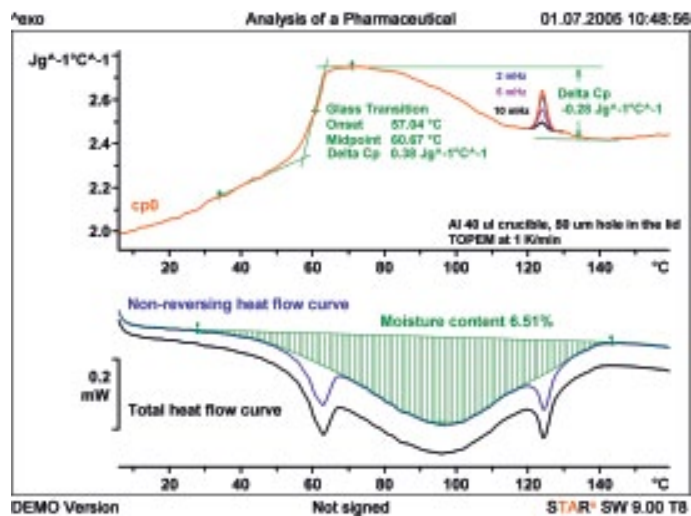 ^exo Analysis of a Pharmaceutical 01.07.2005 10:48:56
Jg^-1°C^-1
2.6
2.4
2.2
2.0
2 mHz
5 mHz
10 mHz
Delta Cp
-0.28 Jg^-1°C^-1
Glass Transition
Onset 57.04 °C
Midpoint 60.67 °C
Delta Cp 0.38 Jg^-1°C^-1
cp0
Al 40 ul crucible, 50 um hole in the lid
TOPEM at 1 K/min
20 40 60 80 100 120 140 °C
Non-reversing heat flow curve
Moisture content 6.51%
0.2
mW
Total heat flow curve
20 40 60 80 100 120 140 °C
DEMO Version Not signed STAR® SW 9.00 T8